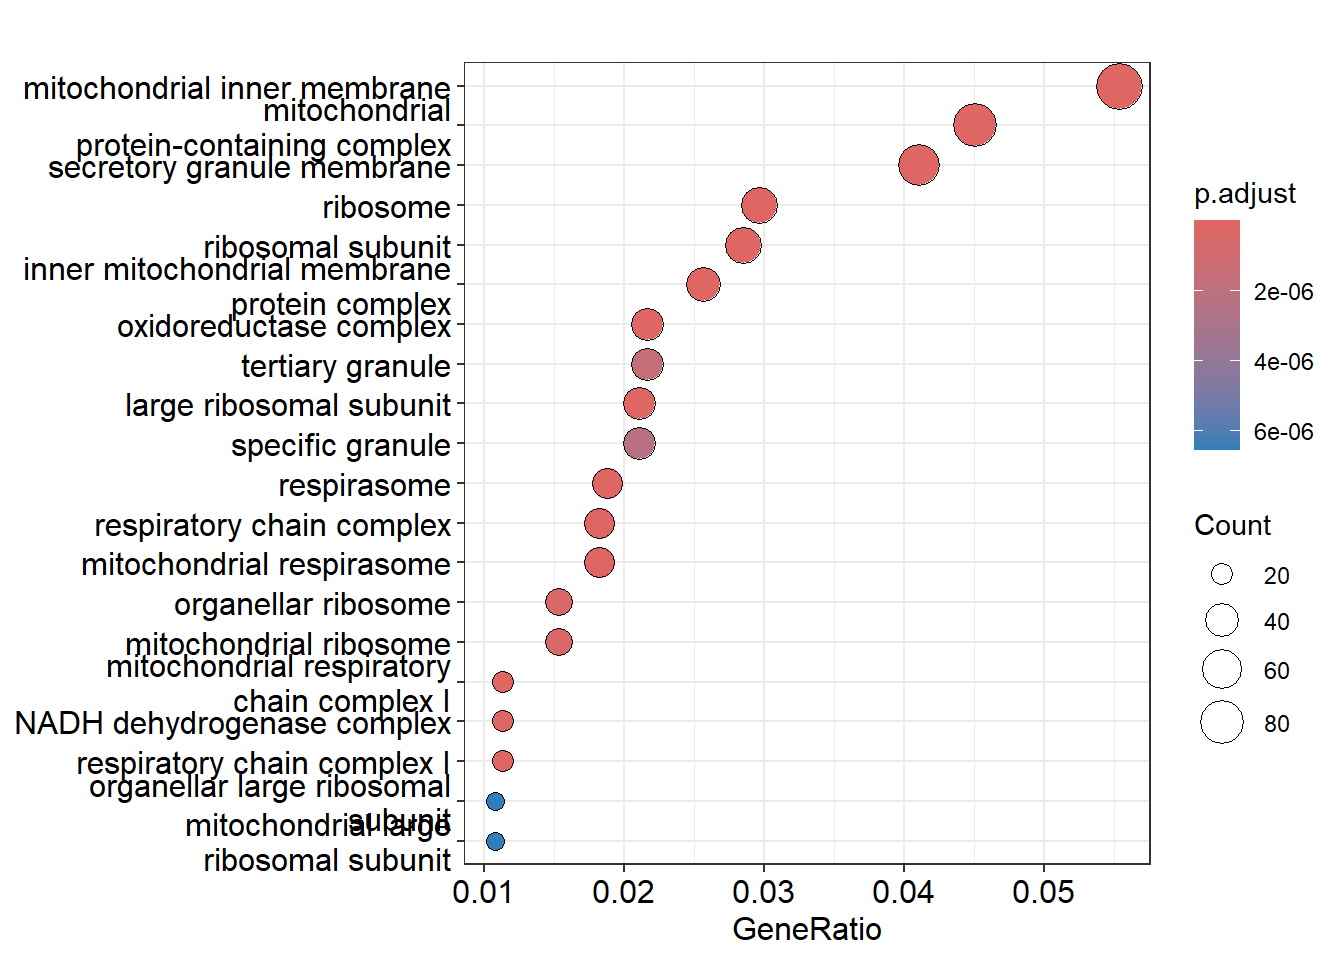 mitochondrial inner membrane
mitochondrial
protein-containing complex
secretory granule membrane
ribosome
ribosomal subunit
inner mitochondrial membrane
protein complex
oxidoreductase complex
tertiary granule
large ribosomal subunit
specific granule
respirasome
respiratory chain complex
mitochondrial respirasome
organellar ribosome
mitochondrial ribosome
mitochondrial respiratory
chain complex I
NADH dehydrogenase complex
respiratory chain complex I
organellar large ribosomal
subunit
mitochondrial large
ribosomal subunit
0.01 0.02 0.03 0.04 0.05
GeneRatio
p.adjust
2e-06
4e-06
6e-06
Count
20
40
60
80